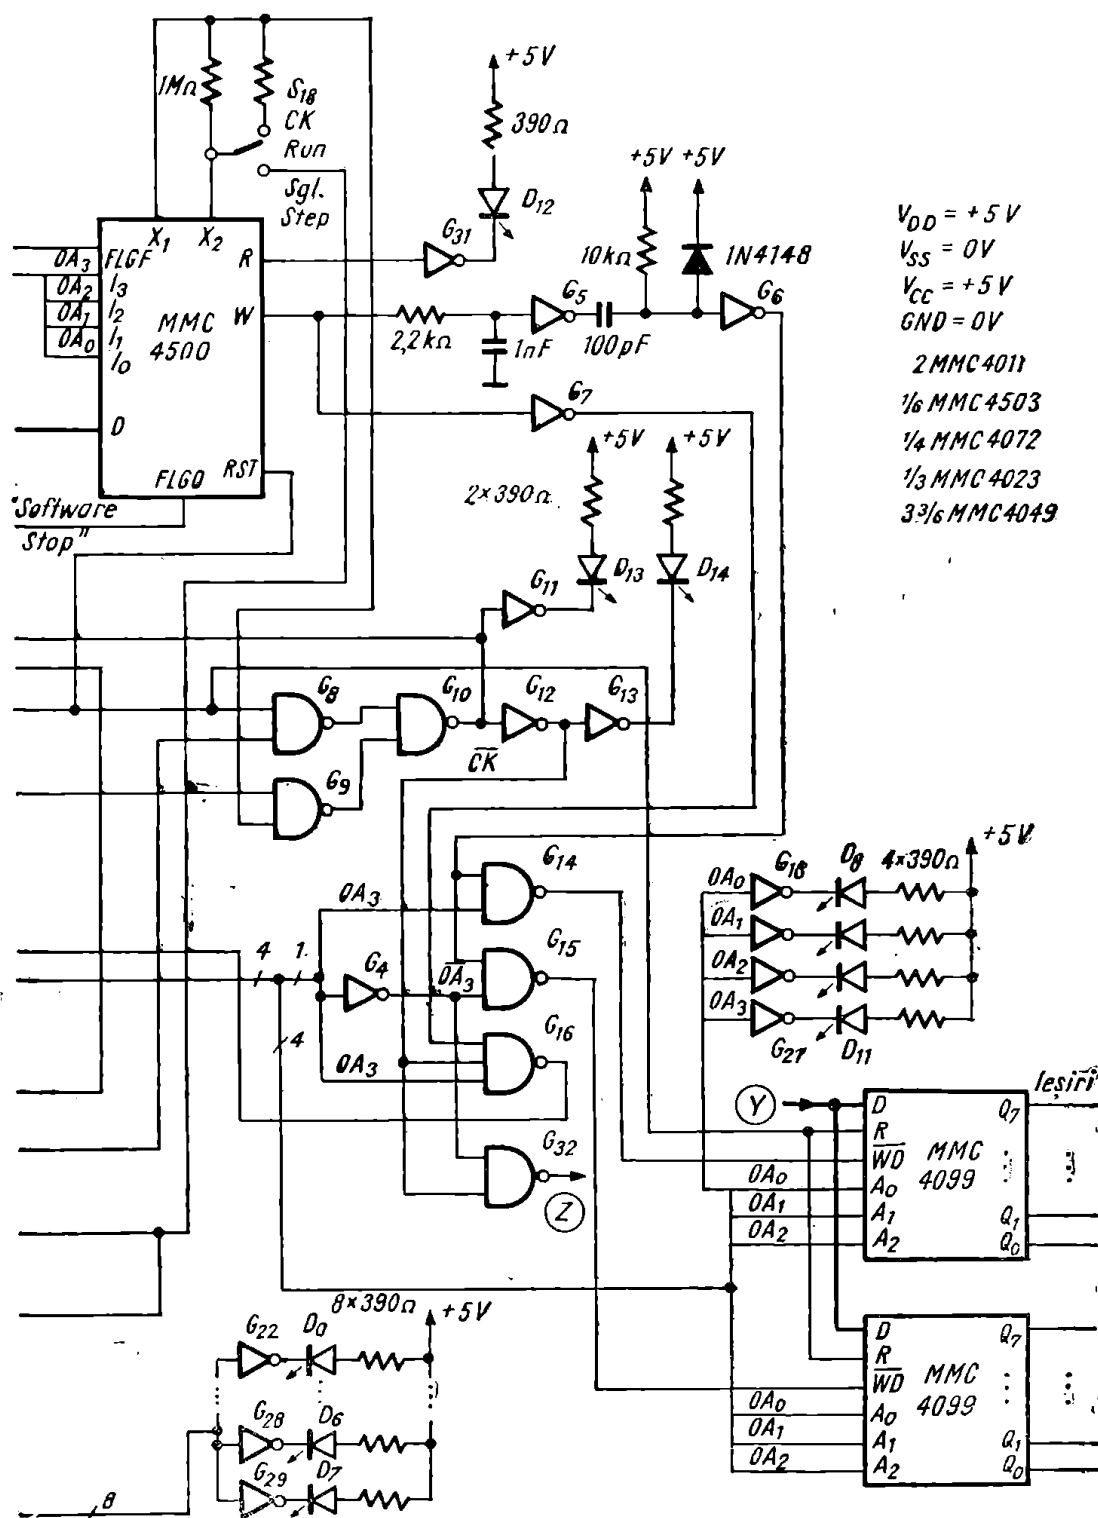 1MΩ
S18
CK
Run
Sgl.
Step
X1 X2
FLGF
OA3 I3
OA2 I2
OA1 I1
OA0 I0
D
MMC
4500
R
W
RST
FLGO
"Software
Stop"
+5V
390Ω
D12
G31
+5V +5V
10kΩ
1N4148
2,2kΩ
1nF
G5
100pF
G6
G7
VDD = +5V
VSS = 0V
VCC = +5V
GND = 0V
2 MMC4011
1/6 MMC4503
1/4 MMC4072
1/3 MMC4023
3 3/6 MMC4049
+5V +5V
2×390Ω
D13 D14
G11
G8
G10
G12
G13
CK̅
G9
G14
OA3
4 1
G4
O̅A̅3
G15
4
OA3
G16
G32
Z
+5V
OA0 G18 D8 4×390Ω
OA1
OA2
OA3
G27 D11
Ieșiri
Y
D Q7
R
W̅D̅
OA0 A0
OA1 A1 Q1
OA2 A2 Q0
MMC
4099
D Q7
R
W̅D̅
OA0 A0
OA1 A1 Q1
OA2 A2 Q0
MMC
4099
8×390Ω +5V
G22 D0
G28 D6
G29 D7
8